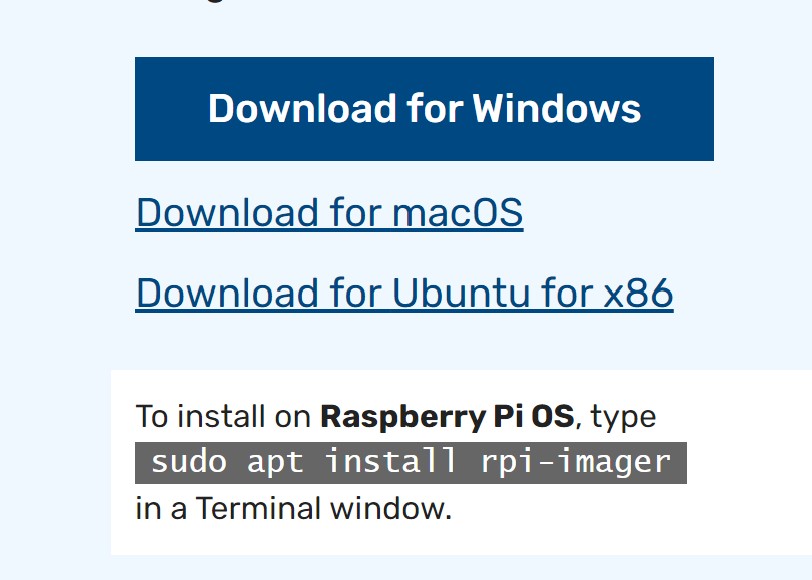 Download for Windows
Download for macOS
Download for Ubuntu for x86
To install on Raspberry Pi OS, type
sudo apt install rpi-imager
in a Terminal window.